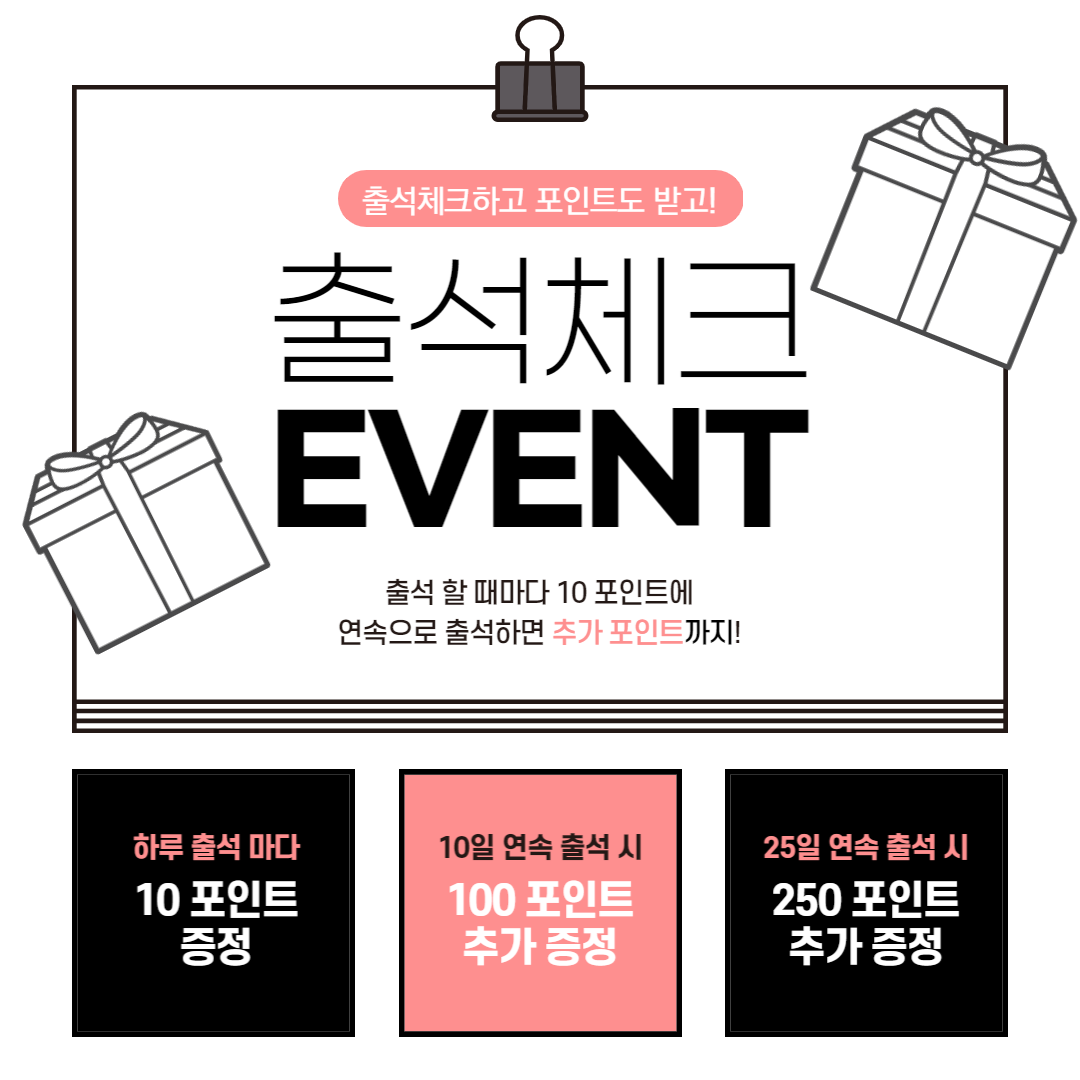 출석체크하고 포인트도 받고!
출석체크
EVENT
출석 할 때마다 10 포인트에
연속으로 출석하면 추가 포인트까지!
하루 출석 마다
10 포인트
증정
10일 연속 출석 시
100 포인트
추가 증정
25일 연속 출석 시
250 포인트
추가 증정